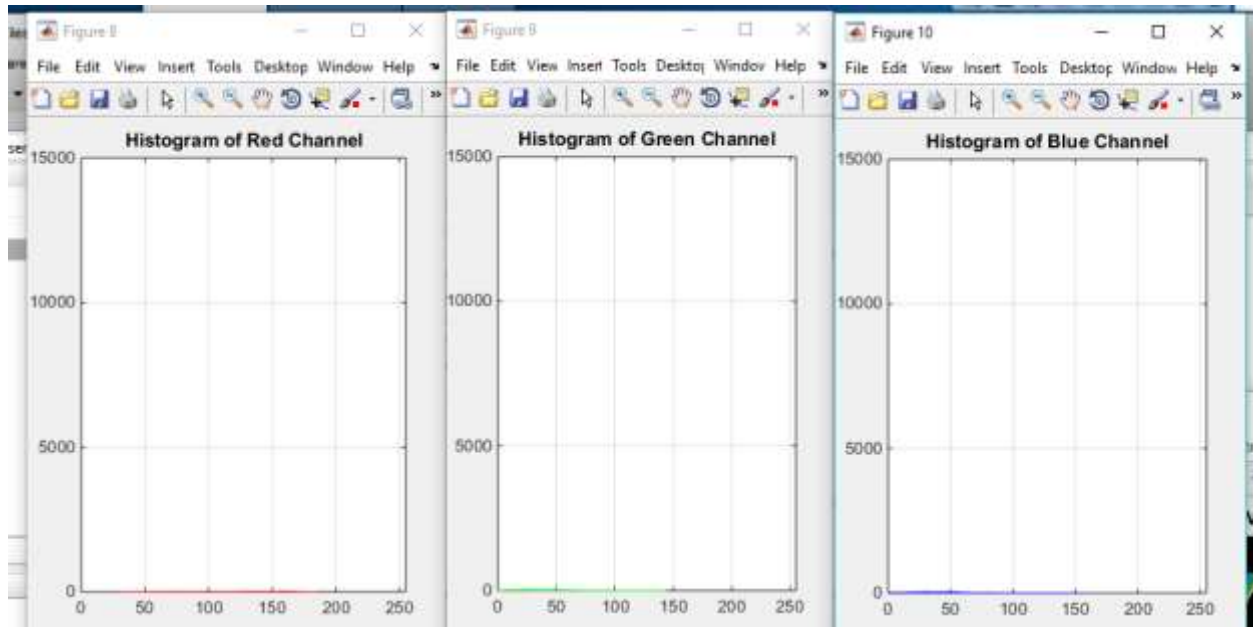 Figure 8
File Edit View Insert Tools Desktop Window Help
Histogram of Red Channel
15000
10000
5000
0
0 50 100 150 200 250
Figure 9
File Edit View Insert Tools Desktop Window Help
Histogram of Green Channel
15000
10000
5000
0
0 50 100 150 200 250
Figure 10
File Edit View Insert Tools Desktop Window Help
Histogram of Blue Channel
15000
10000
5000
0
0 50 100 150 200 250